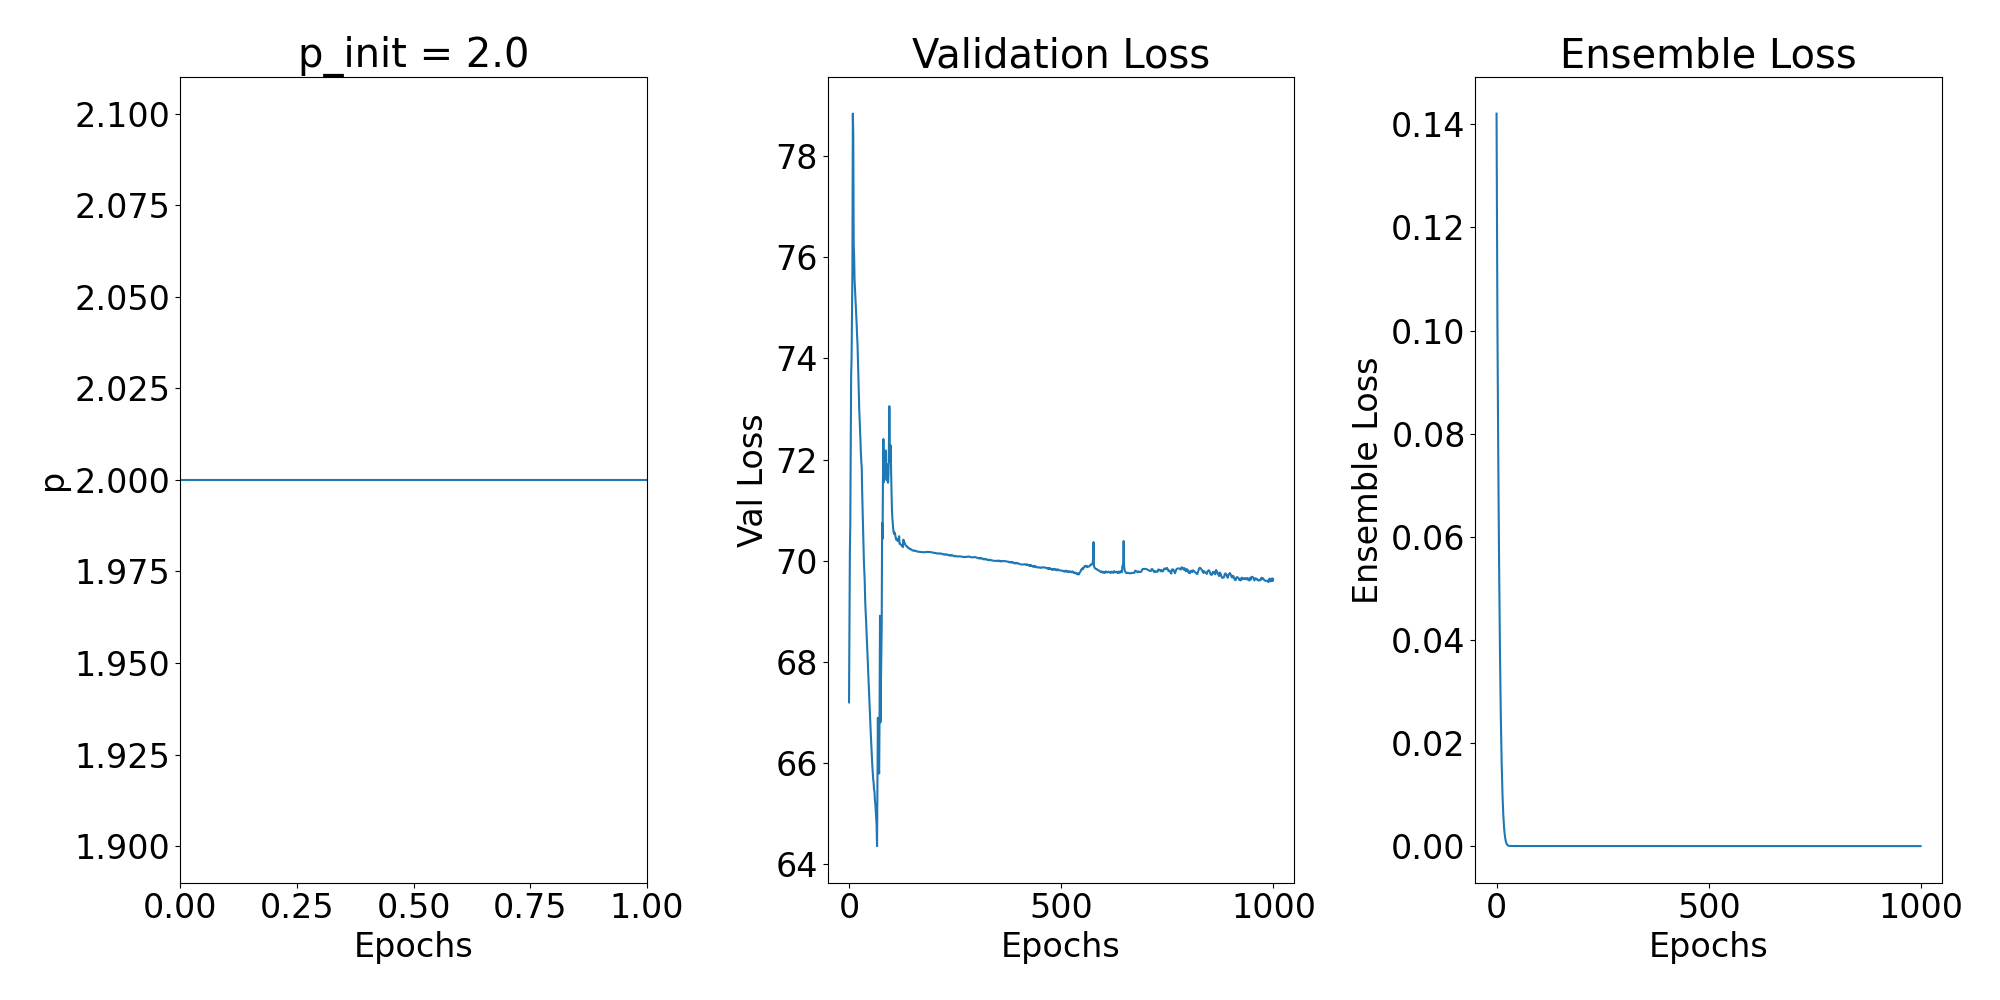 p_init = 2.0
p
2.100
2.075
2.050
2.025
2.000
1.975
1.950
1.925
1.900
0.00 0.25 0.50 0.75 1.00
Epochs
Validation Loss
Val Loss
78
76
74
72
70
68
66
64
0 500 1000
Epochs
Ensemble Loss
Ensemble Loss
0.14
0.12
0.10
0.08
0.06
0.04
0.02
0.00
0 500 1000
Epochs